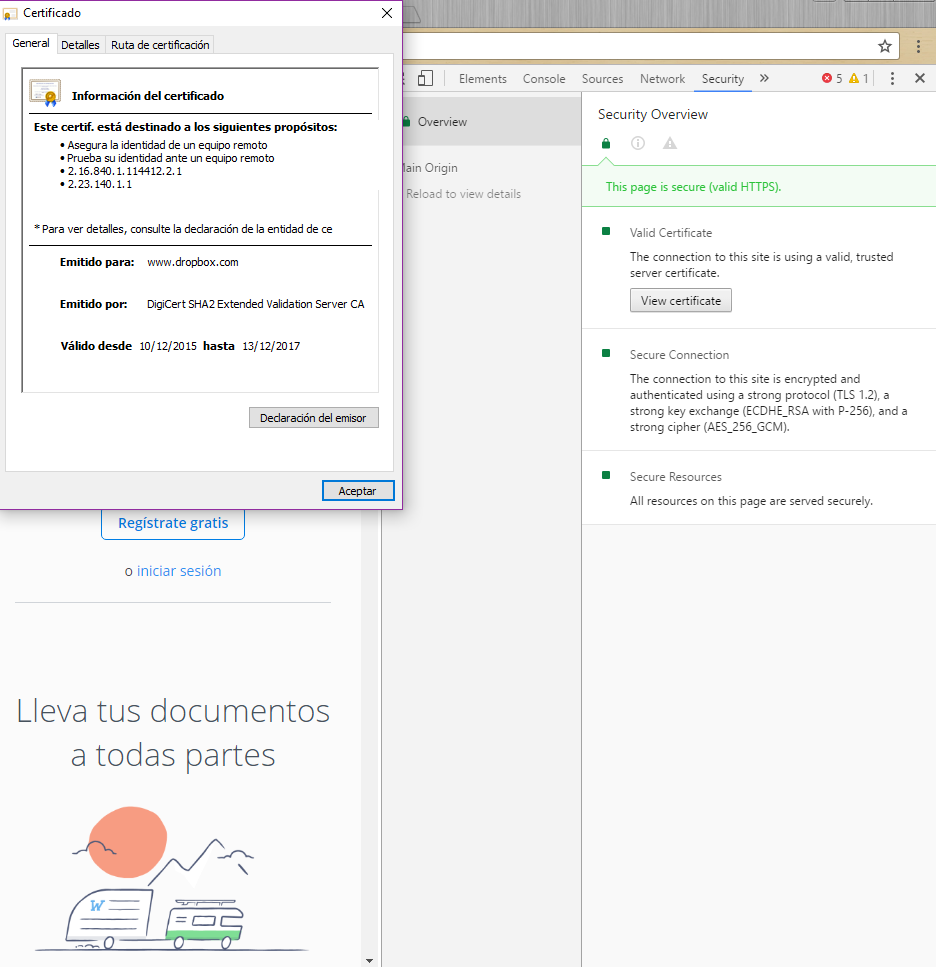 Certificado
General
Detalles
Ruta de certificación
Información del certificado
Este certif. está destinado a los siguientes propósitos:
• Asegura la identidad de un equipo remoto
• Prueba su identidad ante un equipo remoto
• 2.16.840.1.114412.2.1
• 2.23.140.1.1
* Para ver detalles, consulte la declaración de la entidad de ce
Emitido para: www.dropbox.com
Emitido por: DigiCert SHA2 Extended Validation Server CA
Válido desde 10/12/2015 hasta 13/12/2017
Declaración del emisor
Aceptar
Regístrate gratis
o iniciar sesión
Lleva tus documentos
a todas partes
W
Elements Console Sources Network Security » 5 1
Overview
Main Origin
Reload to view details
Security Overview
This page is secure (valid HTTPS).
Valid Certificate
The connection to this site is using a valid, trusted
server certificate.
View certificate
Secure Connection
The connection to this site is encrypted and
authenticated using a strong protocol (TLS 1.2), a
strong key exchange (ECDHE_RSA with P-256), and a
strong cipher (AES_256_GCM).
Secure Resources
All resources on this page are served securely.